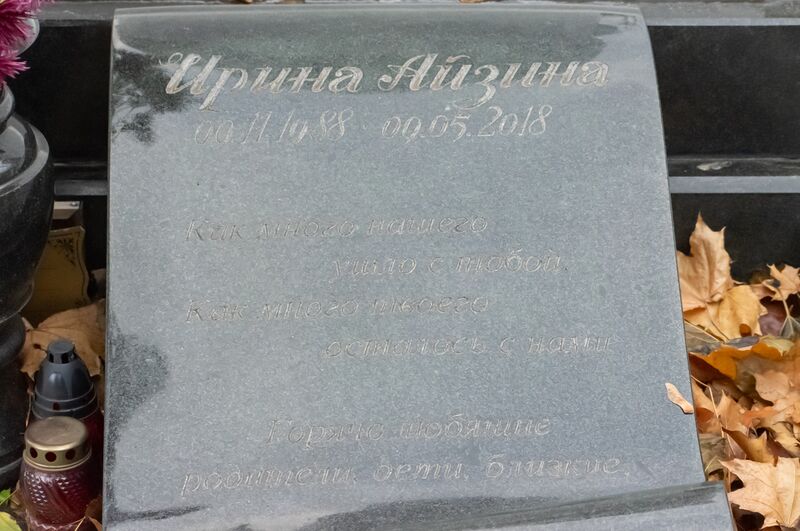 Ирина Айзина
09.11.1988 09.05.2018
Как много нашего
ушло с тобой.
Как много твоего
осталось с нами
Горячо любящие
родители, дети, близкие.